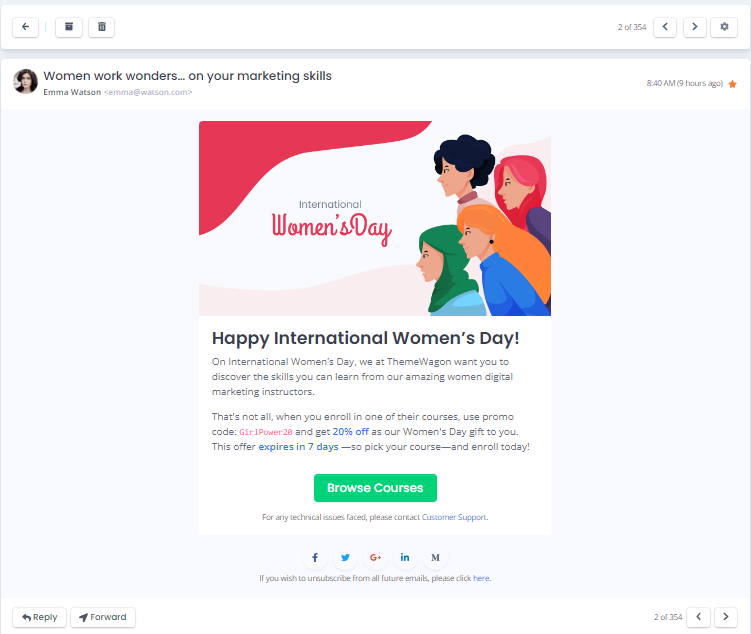 2 of 354
Women work wonders... on your marketing skills
Emma Watson <emma@watson.com>
8:40 AM (9 hours ago)
International
Women's Day
Happy International Women’s Day!
On International Women’s Day, we at ThemeWagon want you to
discover the skills you can learn from our amazing women digital
marketing instructors.
That's not all, when you enroll in one of their courses, use promo
code: GirlPower20 and get 20% off as our Women's Day gift to you.
This offer expires in 7 days —so pick your course—and enroll today!
Browse Courses
For any technical issues faced, please contact Customer Support.
f G+ in M
If you wish to unsubscribe from all future emails, please click here.
Reply Forward 2 of 354